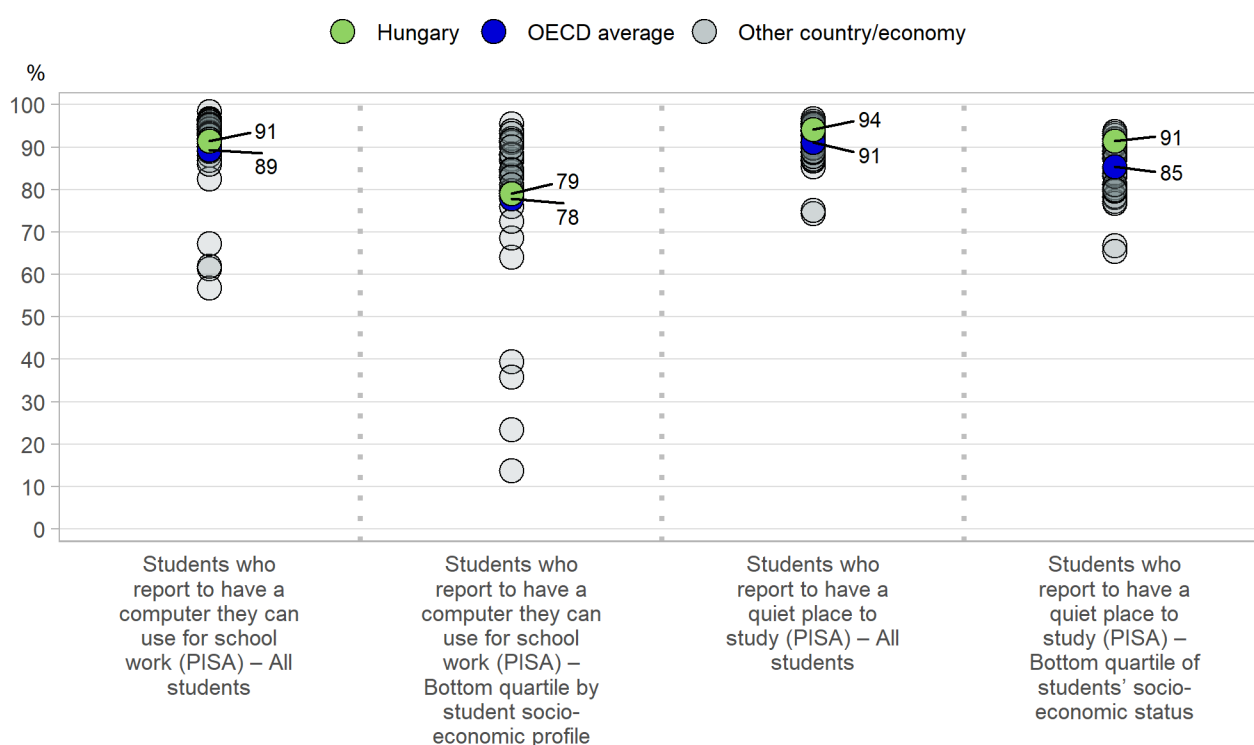 Hungary OECD average Other country/economy
%
100
90
80
70
60
50
40
30
20
10
0
91
89
79
78
94
91
91
85
Students who
report to have a
computer they can
use for school
work (PISA) – All
students
Students who
report to have a
computer they can
use for school
work (PISA) –
Bottom quartile by
student socio-
economic profile
Students who
report to have a
quiet place to
study (PISA) – All
students
Students who
report to have a
quiet place to
study (PISA) –
Bottom quartile of
students’ socio-
economic status